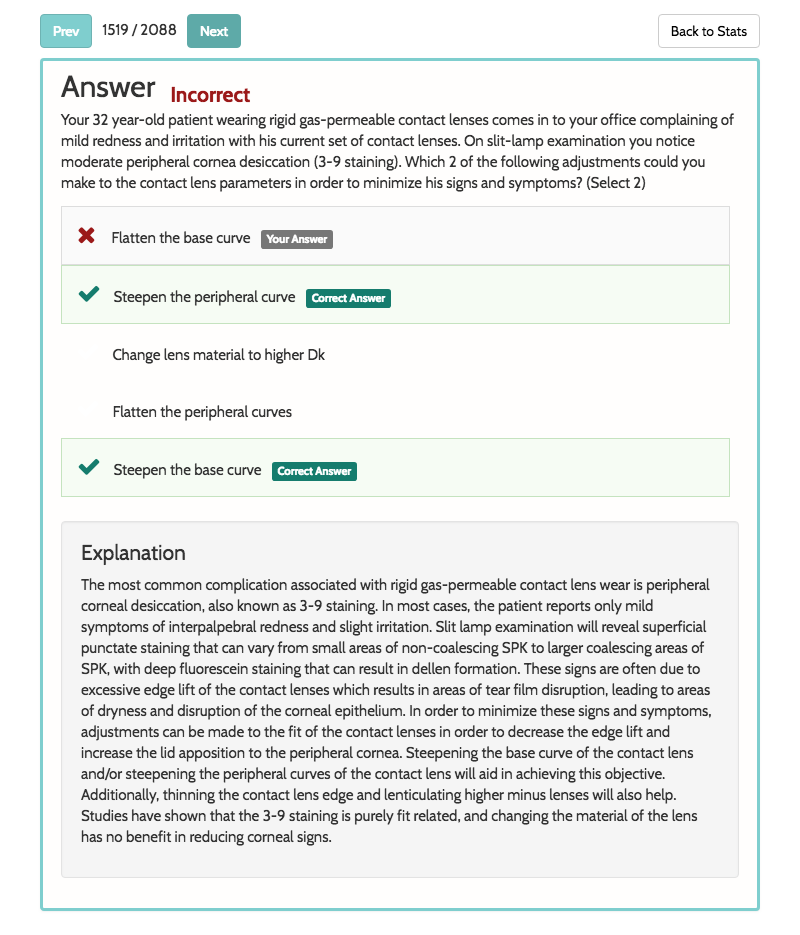 Prev 1519 / 2088 Next Back to Stats
Answer Incorrect
Your 32 year-old patient wearing rigid gas-permeable contact lenses comes in to your office complaining of
mild redness and irritation with his current set of contact lenses. On slit-lamp examination you notice
moderate peripheral cornea desiccation (3-9 staining). Which 2 of the following adjustments could you
make to the contact lens parameters in order to minimize his signs and symptoms? (Select 2)
Flatten the base curve Your Answer
Steepen the peripheral curve Correct Answer
Change lens material to higher Dk
Flatten the peripheral curves
Steepen the base curve Correct Answer
Explanation
The most common complication associated with rigid gas-permeable contact lens wear is peripheral
corneal desiccation, also known as 3-9 staining. In most cases, the patient reports only mild
symptoms of interpalpebral redness and slight irritation. Slit lamp examination will reveal superficial
punctate staining that can vary from small areas of non-coalescing SPK to larger coalescing areas of
SPK, with deep fluorescein staining that can result in dellen formation. These signs are often due to
excessive edge lift of the contact lenses which results in areas of tear film disruption, leading to areas
of dryness and disruption of the corneal epithelium. In order to minimize these signs and symptoms,
adjustments can be made to the fit of the contact lenses in order to decrease the edge lift and
increase the lid apposition to the peripheral cornea. Steepening the base curve of the contact lens
and/or steepening the peripheral curves of the contact lens will aid in achieving this objective.
Additionally, thinning the contact lens edge and lenticulating higher minus lenses will also help.
Studies have shown that the 3-9 staining is purely fit related, and changing the material of the lens
has no benefit in reducing corneal signs.